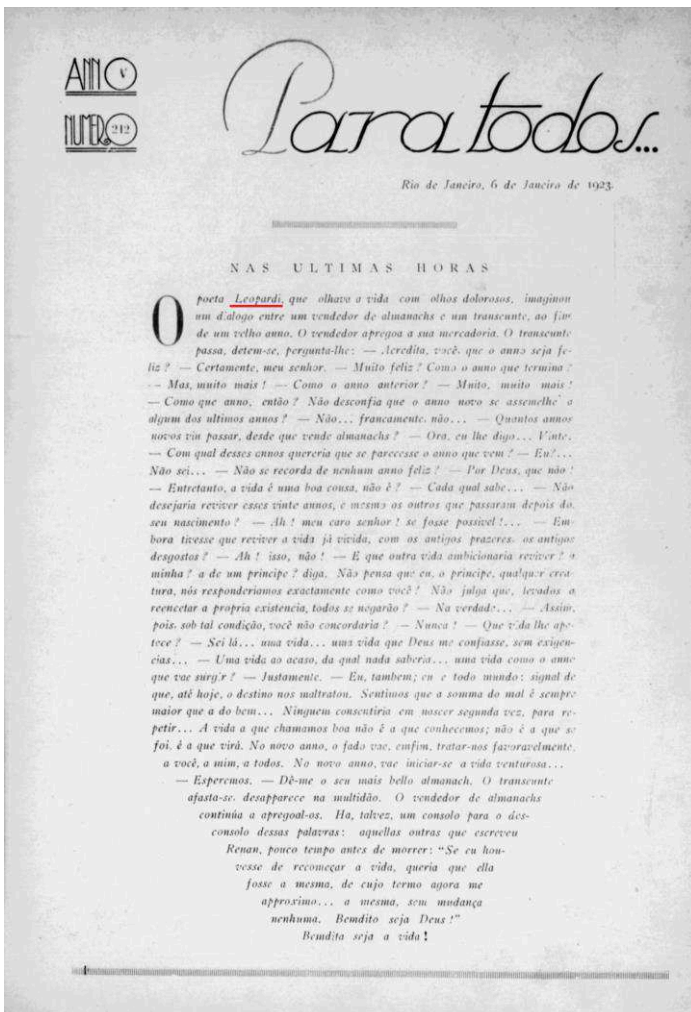 ANNO V
NUMERO 212
Para todos...
Rio de Janeiro, 6 de Janeiro de 1923.
NAS ULTIMAS HORAS
O poeta Leopardi, que olhava a vida com olhos dolorosos, imaginou
um dialogo entre um vendedor de almanachs e um transeunte, ao fim
de um velho anno. O vendedor apregoa a sua mercadoria. O transeunte
passa, detem-se, pergunta-lhe: — Acredita, você, que o anno seja fe-
liz? — Certamente, meu senhor. — Muito feliz? Como o anno que termina?
— Mas, muito mais! — Como o anno anterior? — Muito, muito mais!
— Como que anno, então? Não desconfia que o anno novo se assemelhe a
algum dos ultimos annos? — Não... francamente, não... — Quantos annos
novos viu passar, desde que vende almanachs? — Ora, eu lhe digo... Vinte.
— Com qual desses annos quereria que se parecesse o anno que vem? — Eu?...
Não sei... — Não se recorda de nenhum anno feliz? — Por Deus, que não!
— Entretanto, a vida é uma boa cousa, não é? — Cada qual sabe... — Não
desejaria reviver esses vinte annos, e mesmo os outros que passaram depois do
seu nascimento? — Ah! meu caro senhor! se fosse possivel!... — Em-
bora tivesse que reviver a vida já vivida, com os antigos prazeres, os antigos
desgostos? — Ah! isso, não! — E que outra vida ambicionaria reviver? a
minha? a de um principe? diga. Não pensa que eu, o principe, qualquer crea-
tura, nós responderiamos exactamente como você? Não julga que, levados a
reencetar a propria existencia, todos se negarão? — Na verdade... — Assim,
pois, sob tal condição, você não concordaria? — Nunca! — Que vida lhe ape-
tece? — Sei lá... uma vida... uma vida que Deus me confiasse, sem exigen-
cias... — Uma vida ao acaso, da qual nada saberia... uma vida como o anno
que vae surgir? — Justamente. — Eu, tambem; eu e todo mundo: signal de
que, até hoje, o destino nos maltratou. Sentimos que a somma do mal é sempre
maior que a do bem... Ninguem consentiria em nascer segunda vez, para re-
petir... A vida a que chamamos boa não é a que conhecemos; não é a que se
foi, é a que virá. No novo anno, o fado vae, emfim, tratar-nos favoravelmente,
a você, a mim, a todos. No novo anno, vae iniciar-se a vida venturosa...
— Esperemos. — Dê-me o seu mais bello almanach. O transeunte
afasta-se, desapparece na multidão. O vendedor de almanachs
continúa a apregoal-os. Ha, talvez, um consolo para o des-
consolo dessas palavras: aquellas outras que escreveu
Renan, pouco tempo antes de morrer: "Se eu hou-
vesse de recomeçar a vida, queria que ella
fosse a mesma, de cujo termo agora me
approximo... a mesma, sem mudança
nenhuma. Bemdito seja Deus!"
Bemdita seja a vida!